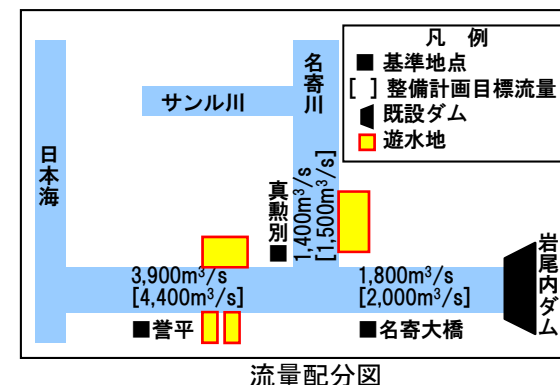 凡 例
■ 基準地点
[ ] 整備計画目標流量
既設ダム
遊水地
名寄川
サンル川
日本海
真勲別■
1,400m³/s
[1,500m³/s]
3,900m³/s
[4,400m³/s]
1,800m³/s
[2,000m³/s]
岩尾内ダム
■誉平
■名寄大橋
流量配分図